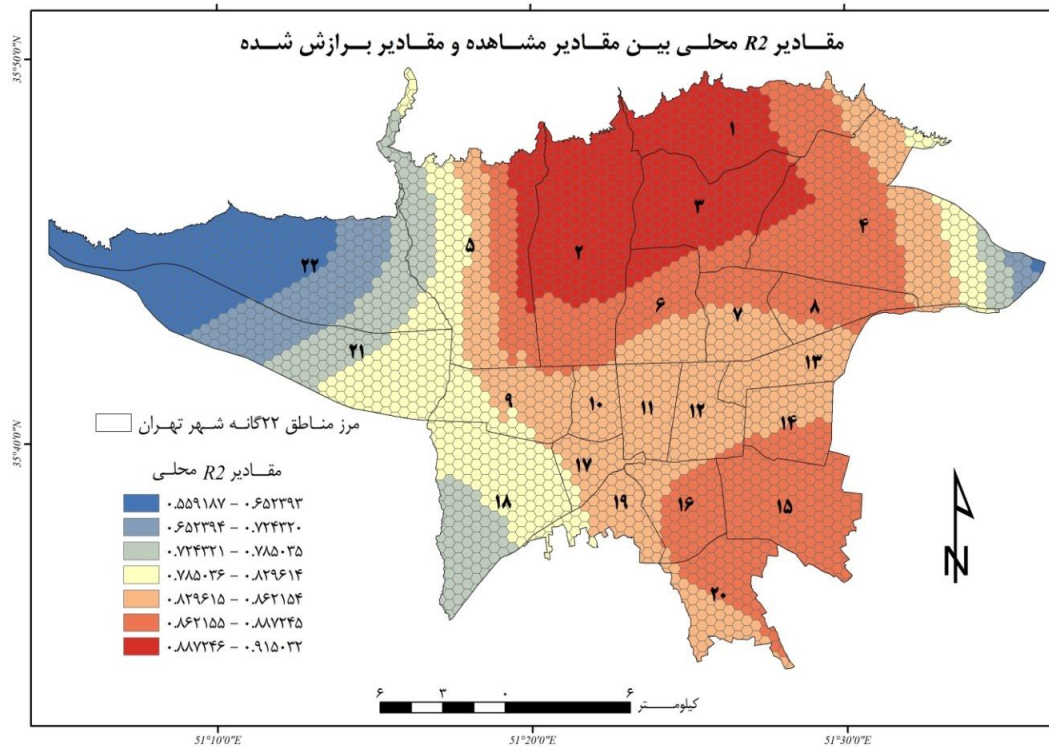 مقادیر R2 محلی بین مقادیر مشاهده و مقادیر برازش شده
35°50'0"N
35°40'0"N
۱
۳
۲
۴
۵
۲۲
۶
۷
۸
۲۱
۱۳
۹
۱۰
۱۱
۱۲
۱۴
۱۷
۱۸
۱۹
۱۶
۱۵
۲۰
مرز مناطق ۲۲گانه شهر تهران
مقادیر R2 محلی
۰.۵۵۹۱۸۷ – ۰.۶۵۲۳۹۳
۰.۶۵۲۳۹۴ – ۰.۷۲۴۳۲۰
۰.۷۲۴۳۲۱ – ۰.۷۸۵۰۳۵
۰.۷۸۵۰۳۶ – ۰.۸۲۹۶۱۴
۰.۸۲۹۶۱۵ – ۰.۸۶۲۱۵۴
۰.۸۶۲۱۵۵ – ۰.۸۸۷۲۴۵
۰.۸۸۷۲۴۶ – ۰.۹۱۵۰۳۲
N
۶ ۳ ۰ ۶
کیلومتر
51°10'0"E 51°20'0"E 51°30'0"E